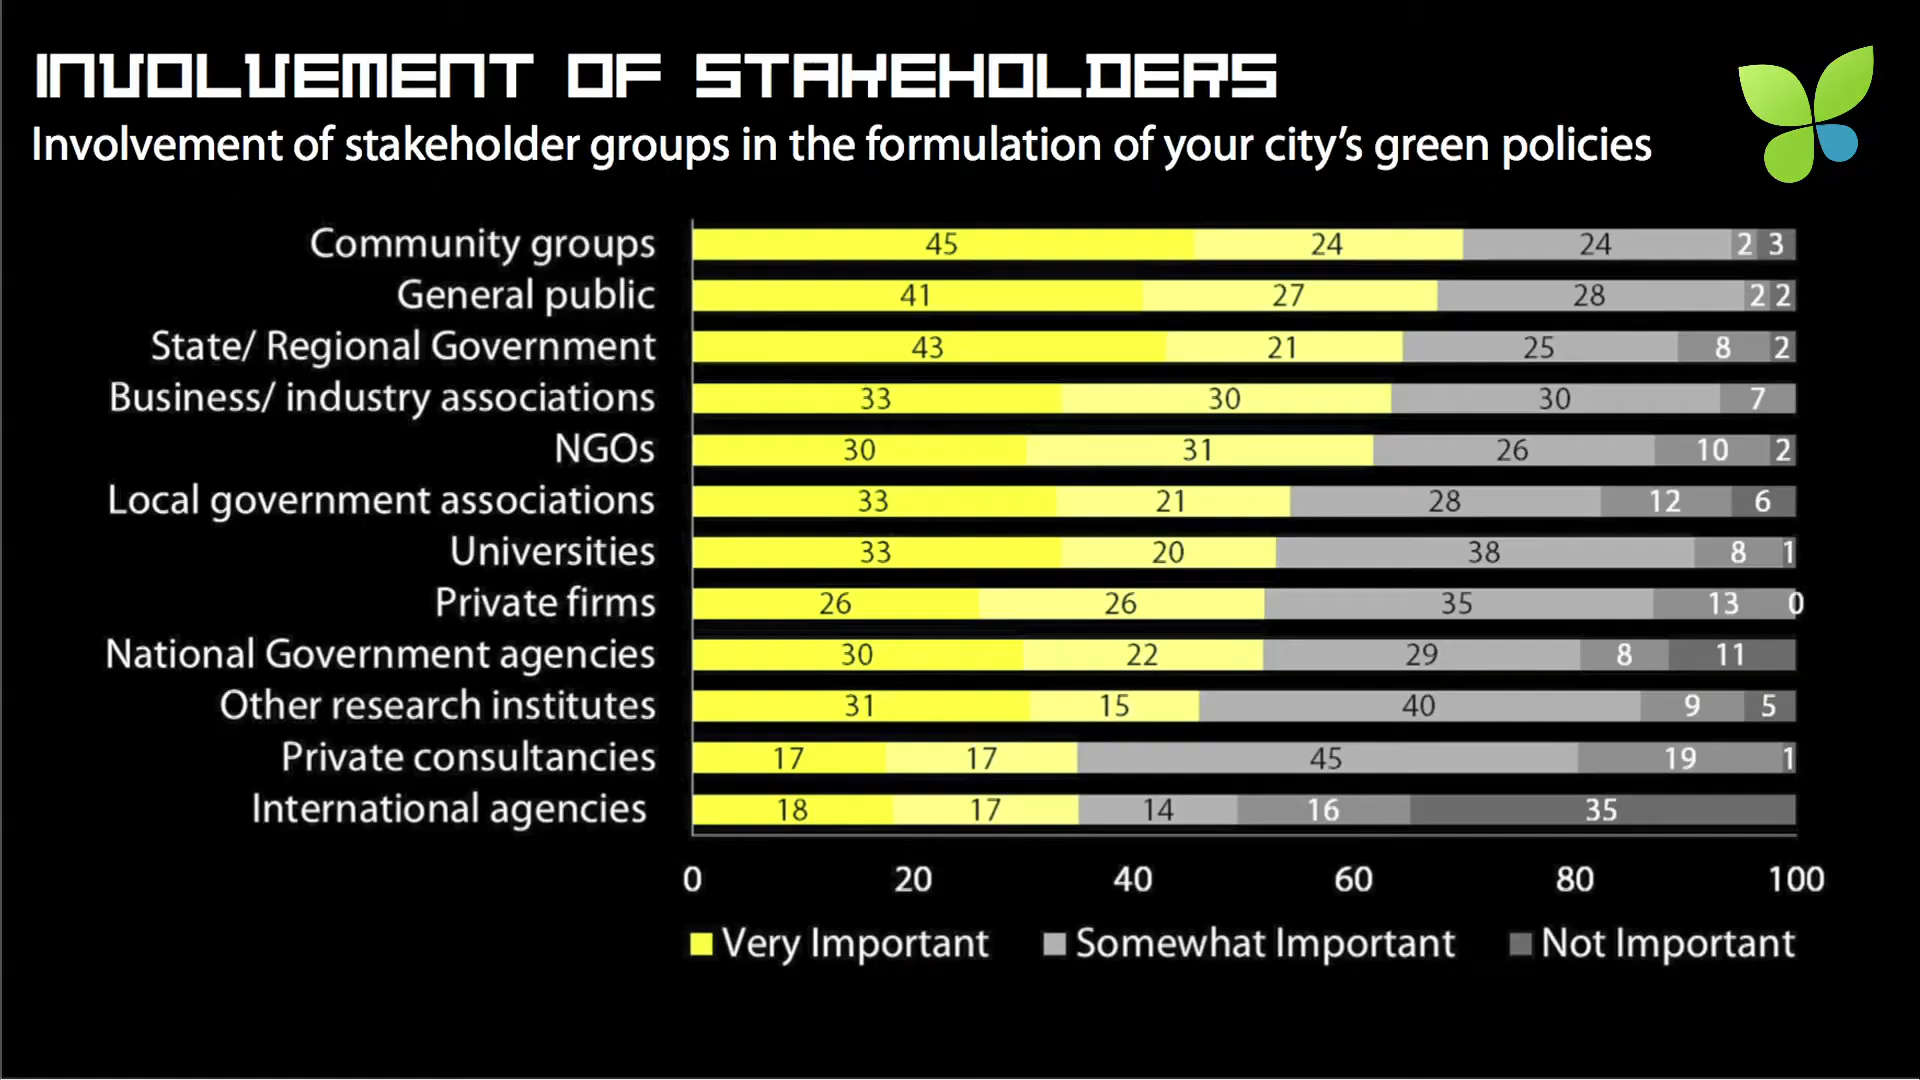 INVOLVEMENT OF STAKEHOLDERS
Involvement of stakeholder groups in the formulation of your city's green policies
Community groups 45 24 24 2 3
General public 41 27 28 2 2
State/ Regional Government 43 21 25 8 2
Business/ industry associations 33 30 30 7
NGOs 30 31 26 10 2
Local government associations 33 21 28 12 6
Universities 33 20 38 8 1
Private firms 26 26 35 13 0
National Government agencies 30 22 29 8 11
Other research institutes 31 15 40 9 5
Private consultancies 17 17 45 19 1
International agencies 18 17 14 16 35
0 20 40 60 80 100
Very Important Somewhat Important Not Important